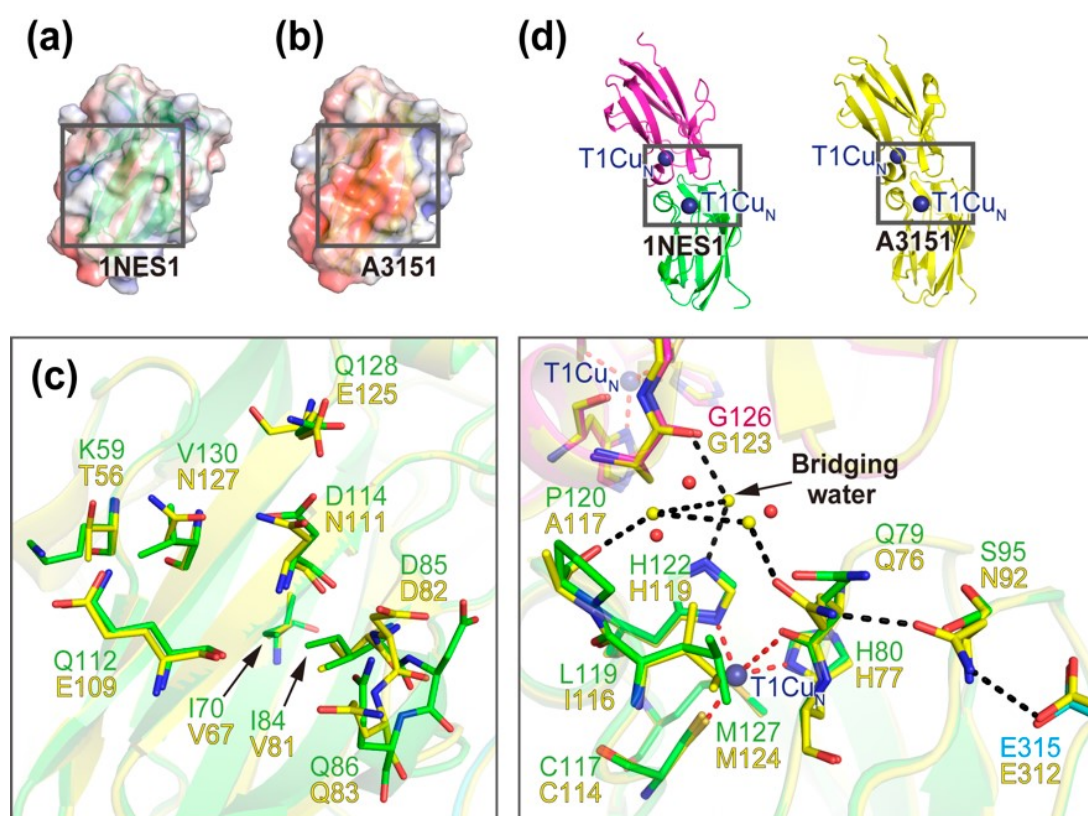 (a)
(b)
(d)
1NES1
A3151
T1CuN
T1CuN
1NES1
T1CuN
T1CuN
A3151
(c)
Q128
E125
K59
T56
V130
N127
D114
N111
D85
D82
Q112
E109
I70
V67
I84
V81
Q86
Q83
T1CuN
G126
G123
Bridging
water
P120
A117
H122
H119
Q79
Q76
S95
N92
L119
I116
H80
H77
T1CuN
M127
M124
C117
C114
E315
E312